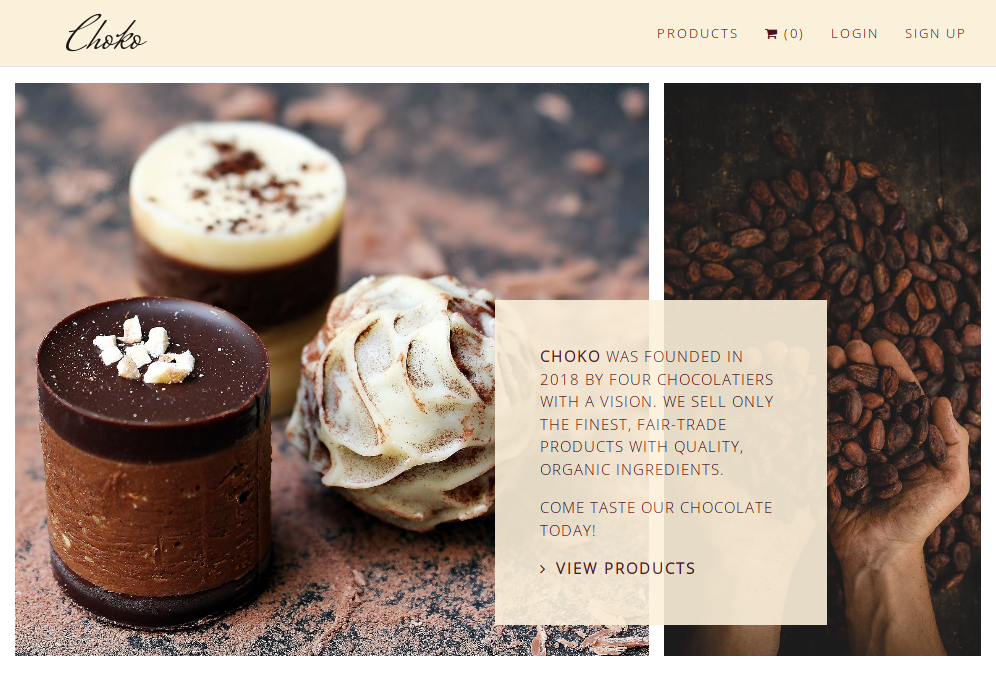 Choko
PRODUCTS
(0)
LOGIN
SIGN UP
CHOKO WAS FOUNDED IN
2018 BY FOUR CHOCOLATIERS
WITH A VISION. WE SELL ONLY
THE FINEST, FAIR-TRADE
PRODUCTS WITH QUALITY,
ORGANIC INGREDIENTS.
COME TASTE OUR CHOCOLATE
TODAY!
› VIEW PRODUCTS